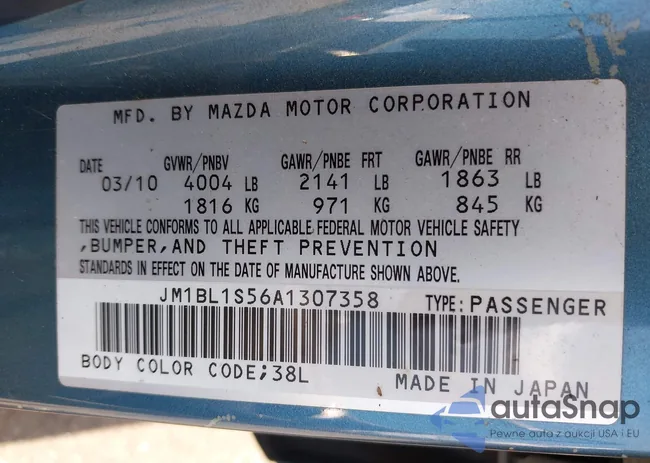 MFD. BY MAZDA MOTOR CORPORATION
DATE GVWR/PNBV GAWR/PNBE FRT GAWR/PNBE RR
03/10 4004 LB 2141 LB 1863 LB
1816 KG 971 KG 845 KG
THIS VEHICLE CONFORMS TO ALL APPLICABLE FEDERAL MOTOR VEHICLE SAFETY
,BUMPER,AND THEFT PREVENTION
STANDARDS IN EFFECT ON THE DATE OF MANUFACTURE SHOWN ABOVE.
JM1BL1S56A1307358 TYPE:PASSENGER
BODY COLOR CODE;38L
MADE IN JAPAN
autoSnap
Pewne auta z aukcji USA i EU